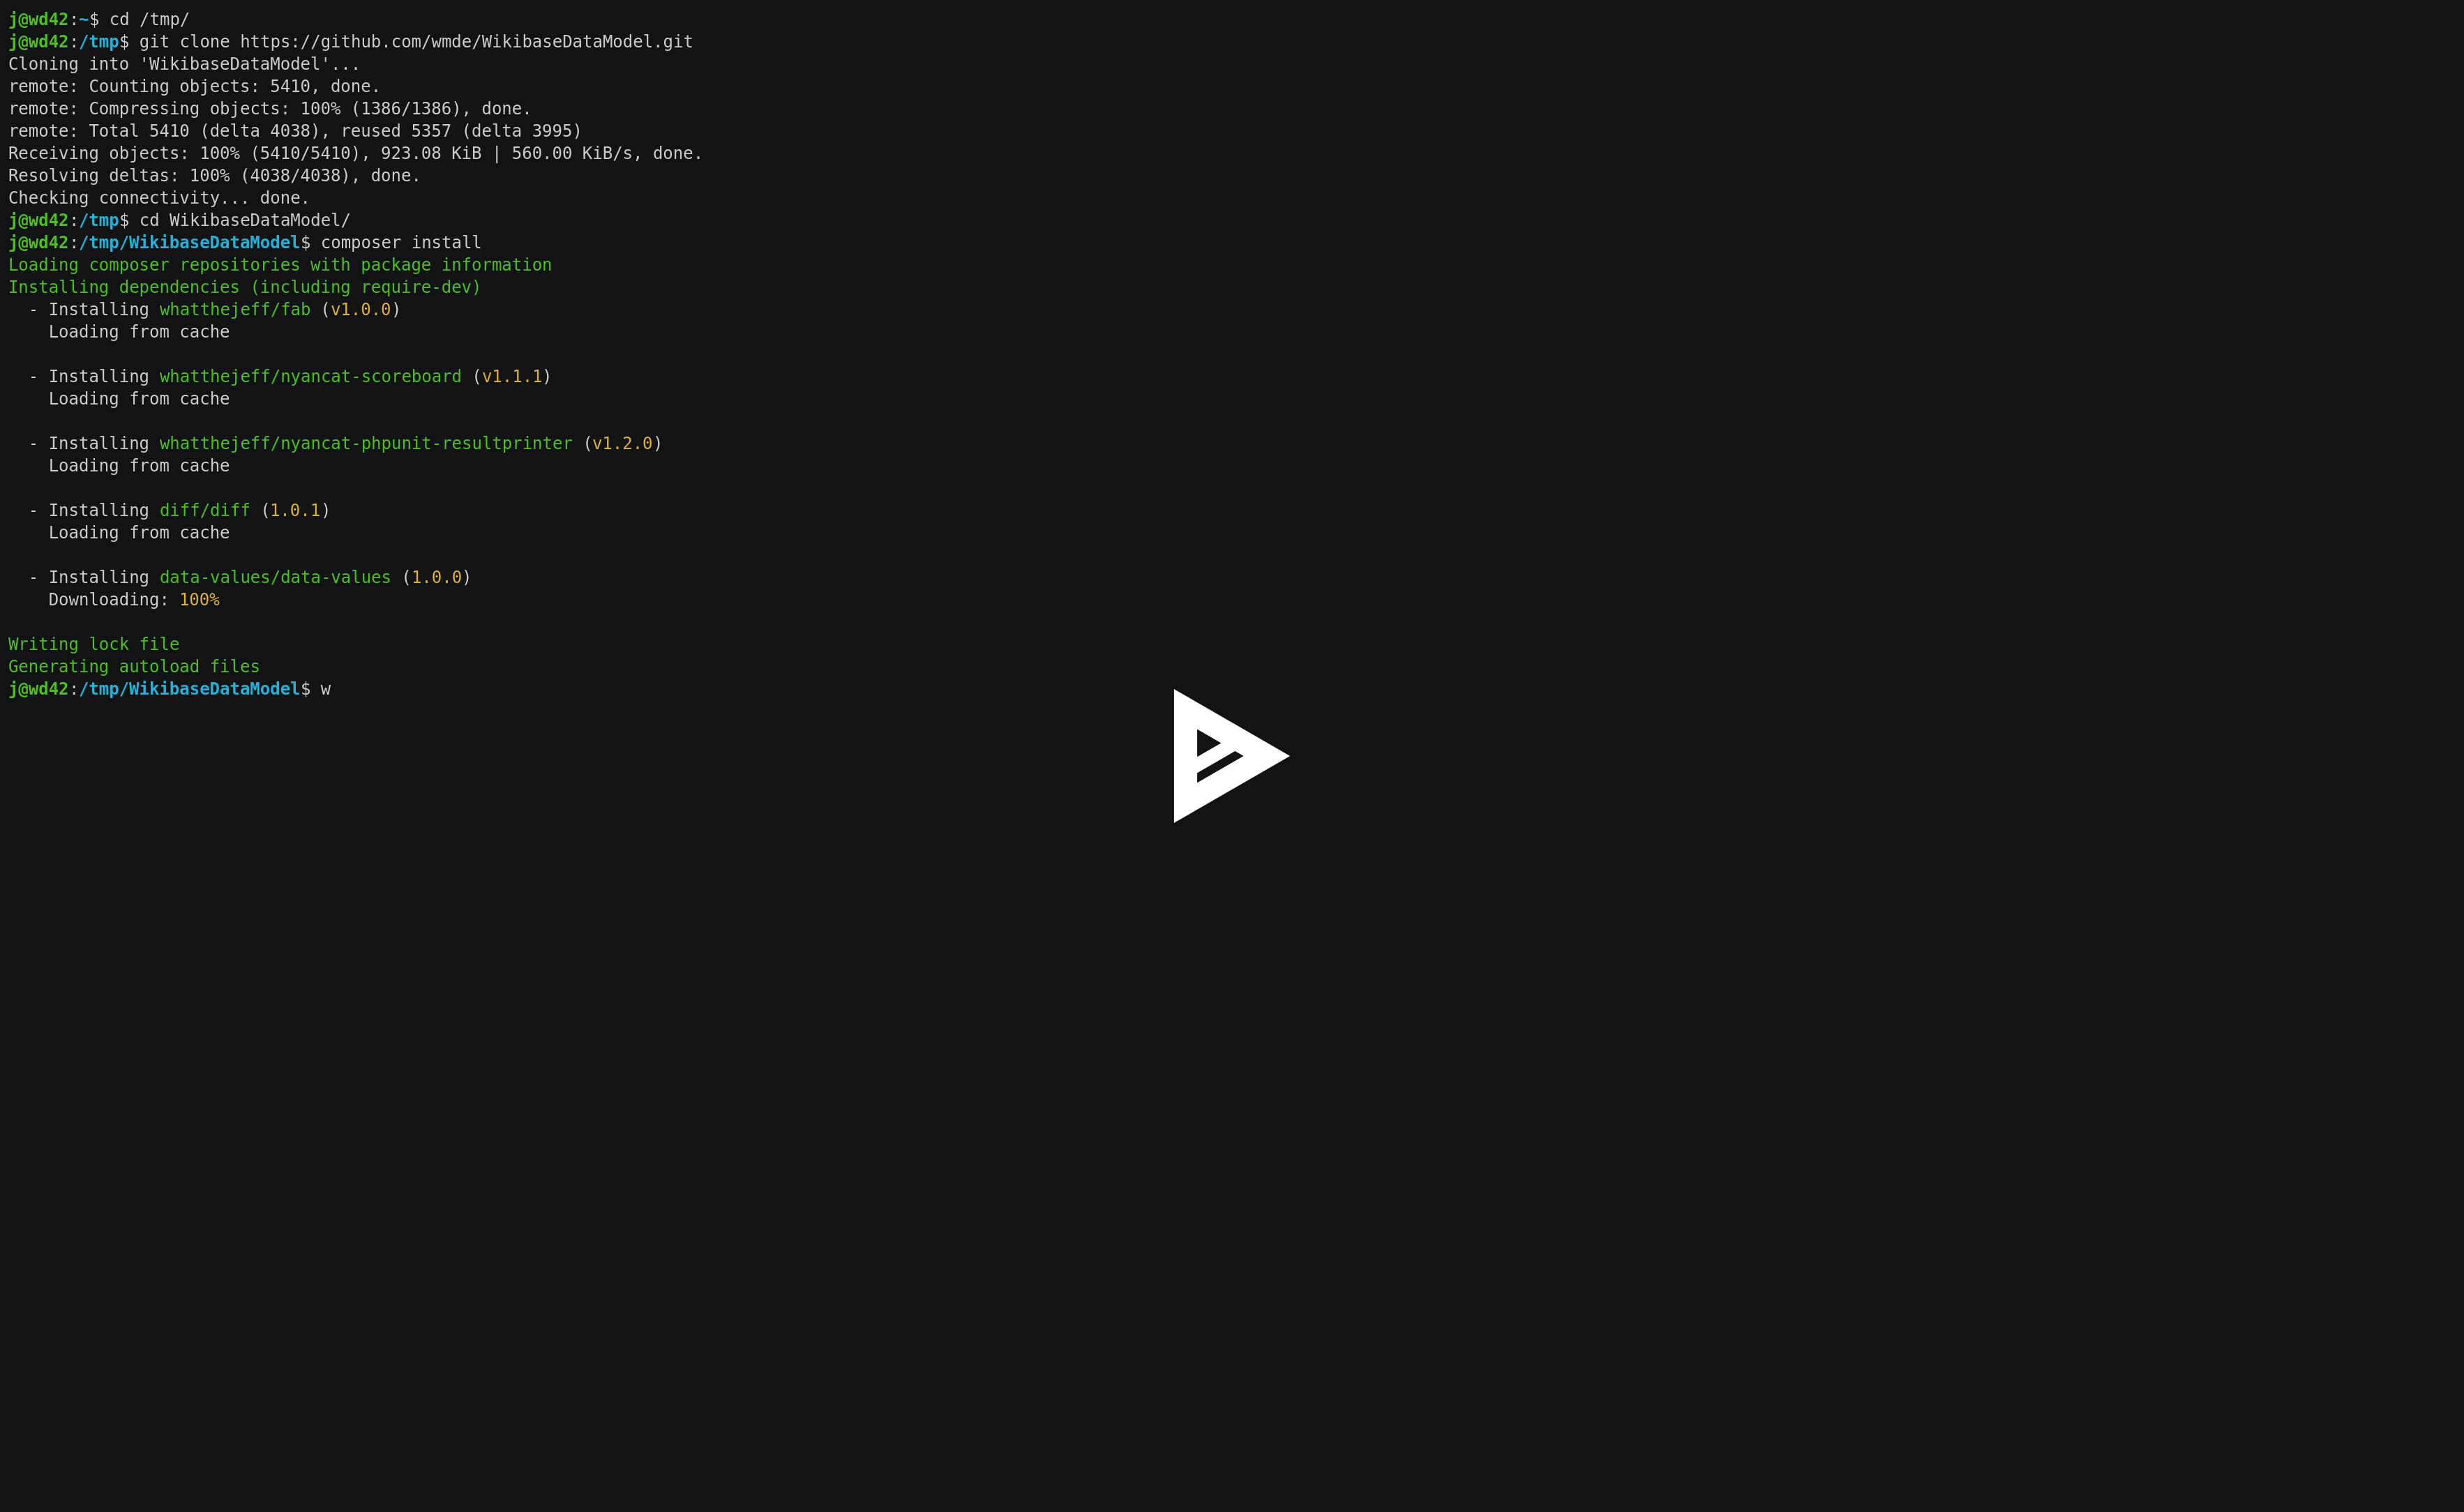 j@wd42:~$ cd /tmp/
j@wd42:/tmp$ git clone https://github.com/wmde/WikibaseDataModel.git
Cloning into 'WikibaseDataModel'...
remote: Counting objects: 5410, done.
remote: Compressing objects: 100% (1386/1386), done.
remote: Total 5410 (delta 4038), reused 5357 (delta 3995)
Receiving objects: 100% (5410/5410), 923.08 KiB | 560.00 KiB/s, done.
Resolving deltas: 100% (4038/4038), done.
Checking connectivity... done.
j@wd42:/tmp$ cd WikibaseDataModel/
j@wd42:/tmp/WikibaseDataModel$ composer install
Loading composer repositories with package information
Installing dependencies (including require-dev)
  - Installing whatthejeff/fab (v1.0.0)
    Loading from cache

  - Installing whatthejeff/nyancat-scoreboard (v1.1.1)
    Loading from cache

  - Installing whatthejeff/nyancat-phpunit-resultprinter (v1.2.0)
    Loading from cache

  - Installing diff/diff (1.0.1)
    Loading from cache

  - Installing data-values/data-values (1.0.0)
    Downloading: 100%

Writing lock file
Generating autoload files
j@wd42:/tmp/WikibaseDataModel$ w